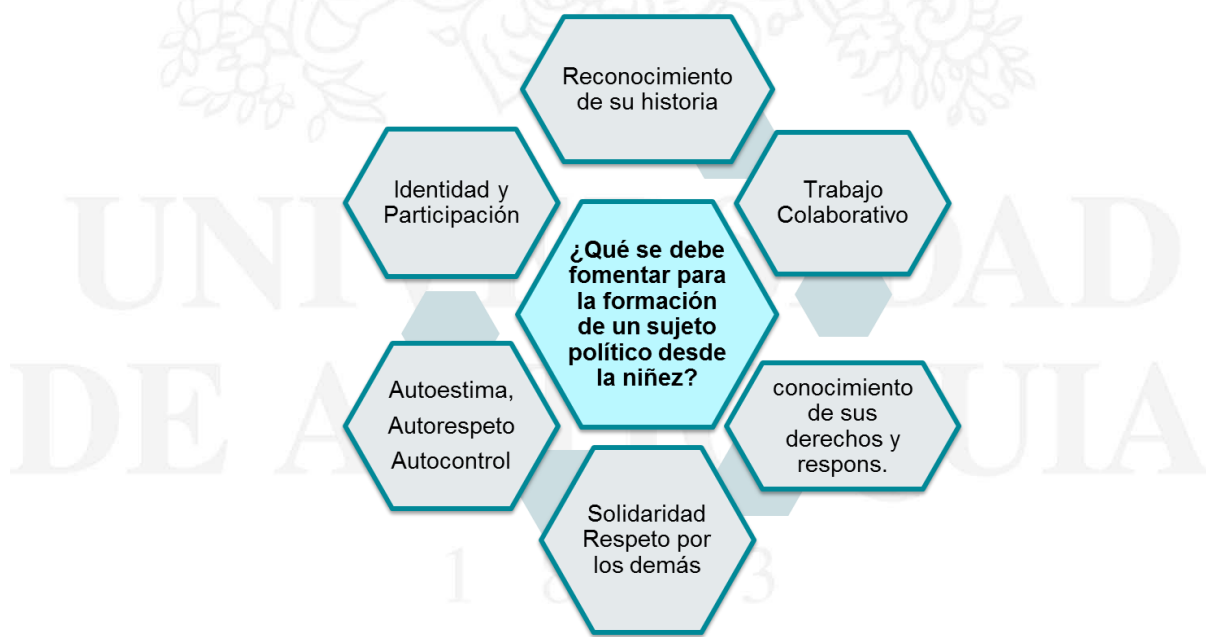 Reconocimiento
de su historia
Identidad y
Participación
Trabajo
Colaborativo
¿Qué se debe
fomentar para
la formación
de un sujeto
político desde
la niñez?
Autoestima,
Autorespeto
Autocontrol
conocimiento
de sus
derechos y
respons.
Solidaridad
Respeto por
los demás